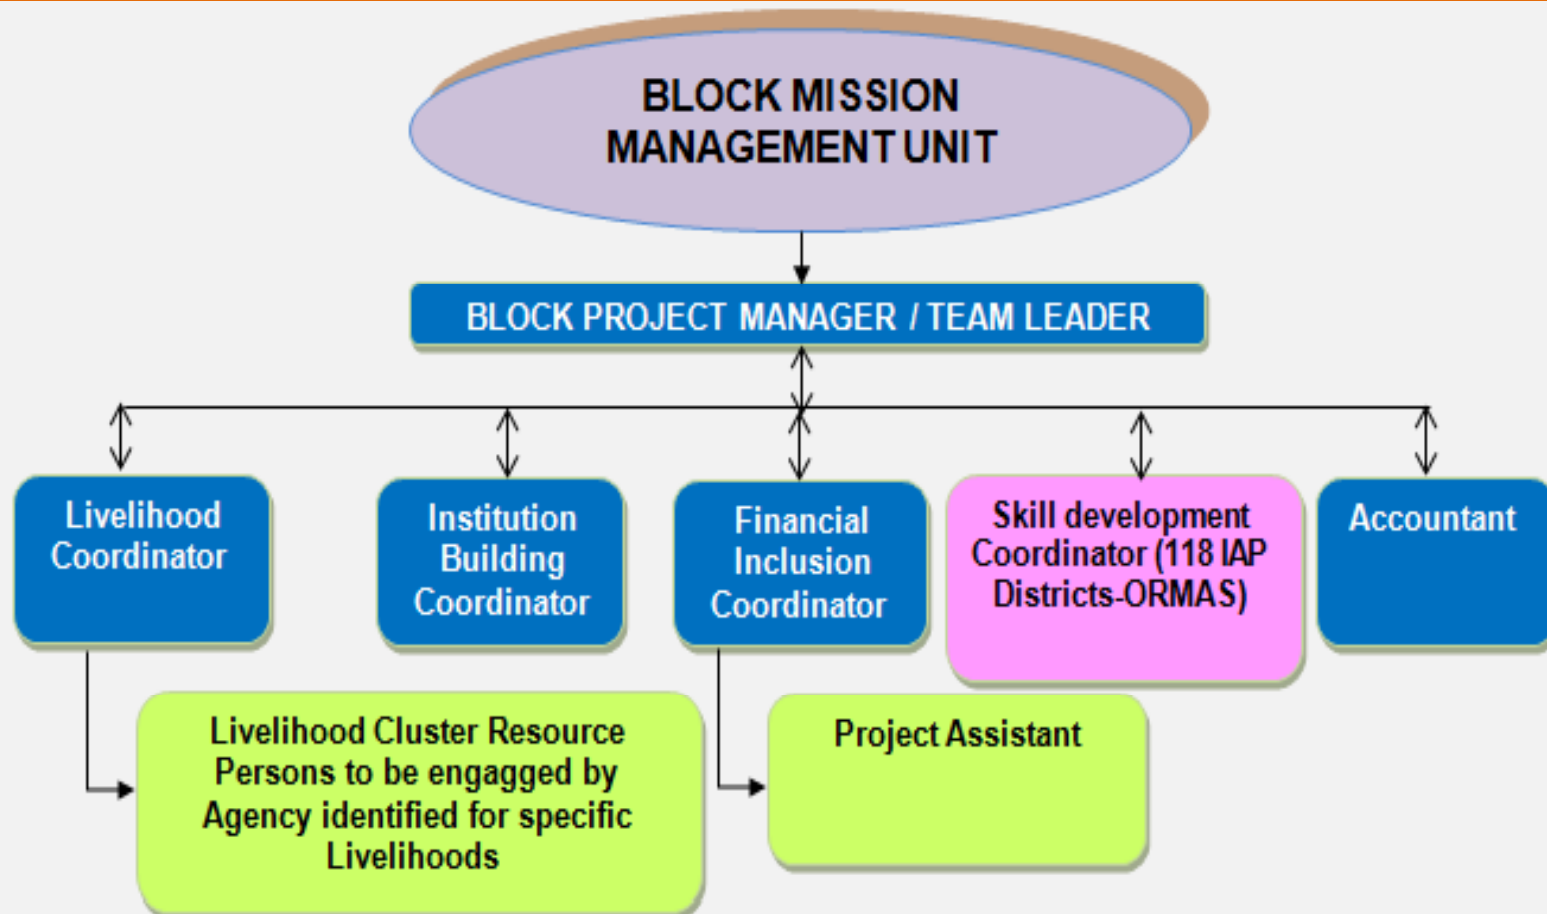 BLOCK MISSION
MANAGEMENT UNIT
BLOCK PROJECT MANAGER / TEAM LEADER
Livelihood
Coordinator
Institution
Building
Coordinator
Financial
Inclusion
Coordinator
Skill development
Coordinator (118 IAP
Districts-ORMAS)
Accountant
Livelihood Cluster Resource
Persons to be engagged by
Agency identified for specific
Livelihoods
Project Assistant